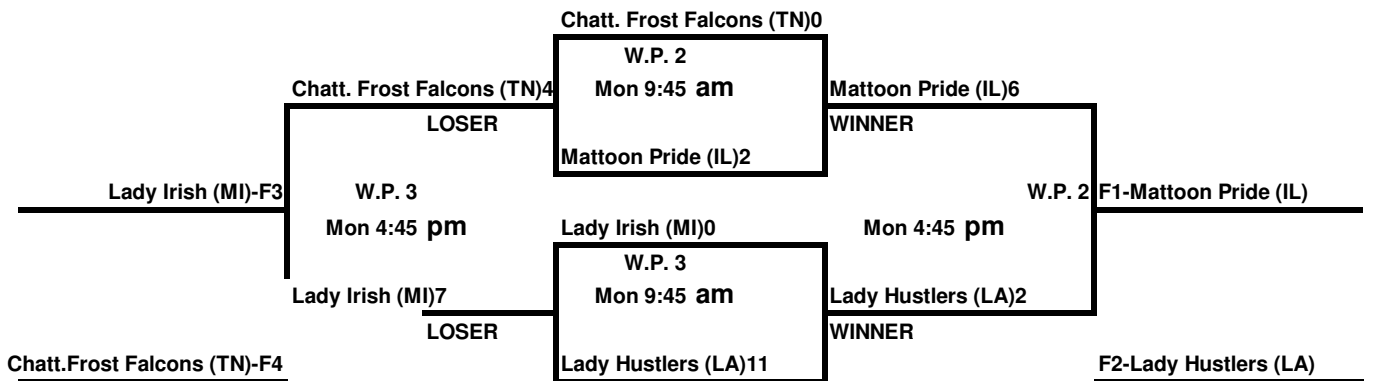 Chatt. Frost Falcons (TN)0
W.P. 2
Chatt. Frost Falcons (TN)4 Mon 9:45 am Mattoon Pride (IL)6
LOSER WINNER
Mattoon Pride (IL)2
Lady Irish (MI)-F3 W.P. 3 W.P. 2 F1-Mattoon Pride (IL)
Mon 4:45 pm Lady Irish (MI)0 Mon 4:45 pm
W.P. 3
Lady Irish (MI)7 Mon 9:45 am Lady Hustlers (LA)2
LOSER WINNER
Chatt.Frost Falcons (TN)-F4 Lady Hustlers (LA)11 F2-Lady Hustlers (LA)